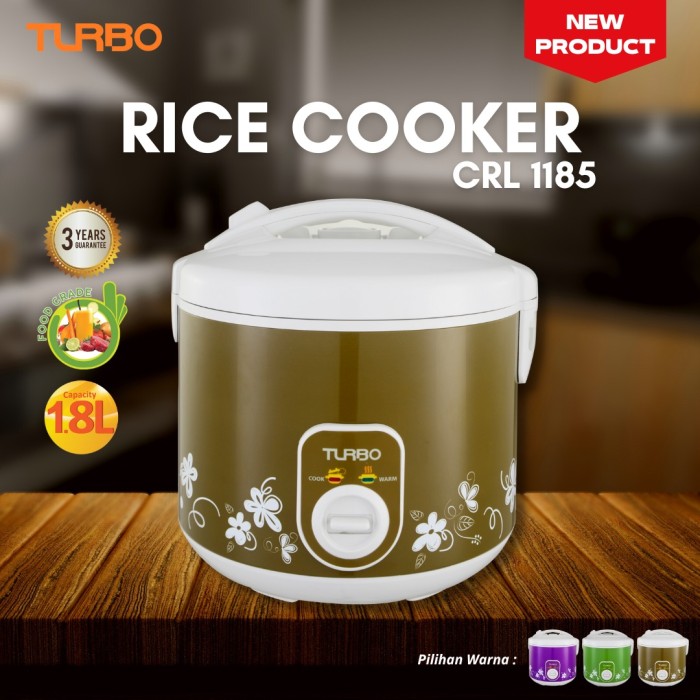 TURBO
NEW
PRODUCT
RICE COOKER
CRL 1185
3 YEARS
GUARANTEE
FOOD GRADE
Capacity
1.8L
TURBO
COOK
WARM
Pilihan Warna :